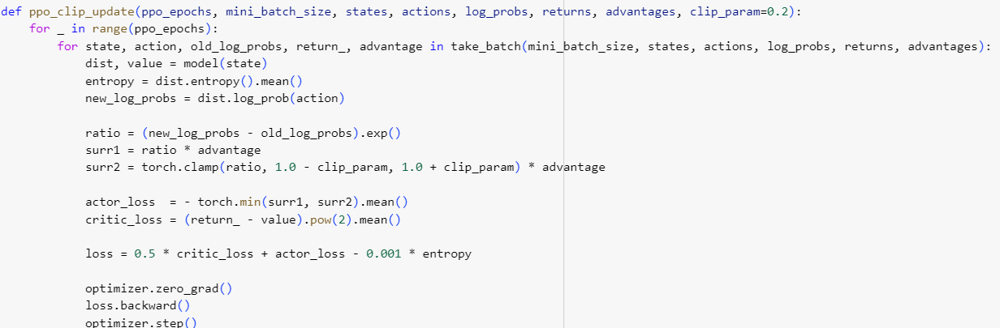 def ppo_clip_update(ppo_epochs, mini_batch_size, states, actions, log_probs, returns, advantages, clip_param=0.2):
    for _ in range(ppo_epochs):
        for state, action, old_log_probs, return_, advantage in take_batch(mini_batch_size, states, actions, log_probs, returns, advantages):
            dist, value = model(state)
            entropy = dist.entropy().mean()
            new_log_probs = dist.log_prob(action)

            ratio = (new_log_probs - old_log_probs).exp()
            surr1 = ratio * advantage
            surr2 = torch.clamp(ratio, 1.0 - clip_param, 1.0 + clip_param) * advantage

            actor_loss  = - torch.min(surr1, surr2).mean()
            critic_loss = (return_ - value).pow(2).mean()

            loss = 0.5 * critic_loss + actor_loss - 0.001 * entropy

            optimizer.zero_grad()
            loss.backward()
            optimizer.step()